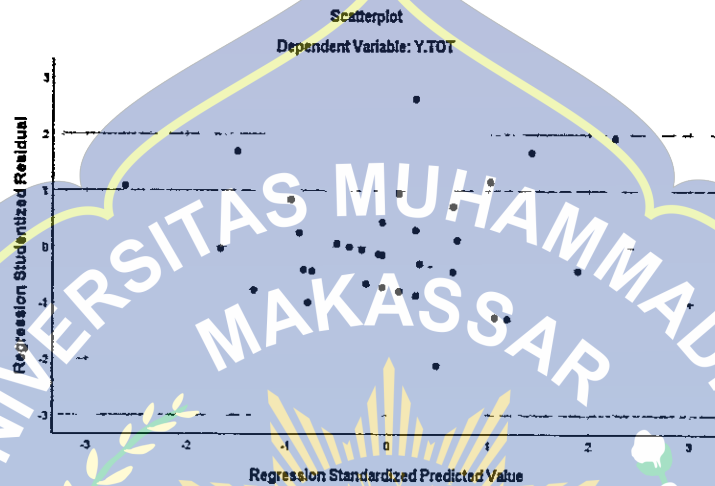 Scatterplot
Dependent Variable: Y.TOT
Regression Studentized Residual
3
2
1
0
-1
-2
-3
-3
-2
-1
0
1
2
3
Regression Standardized Predicted Value
NIVERSITAS MUHAMMAD
MAKASSAR